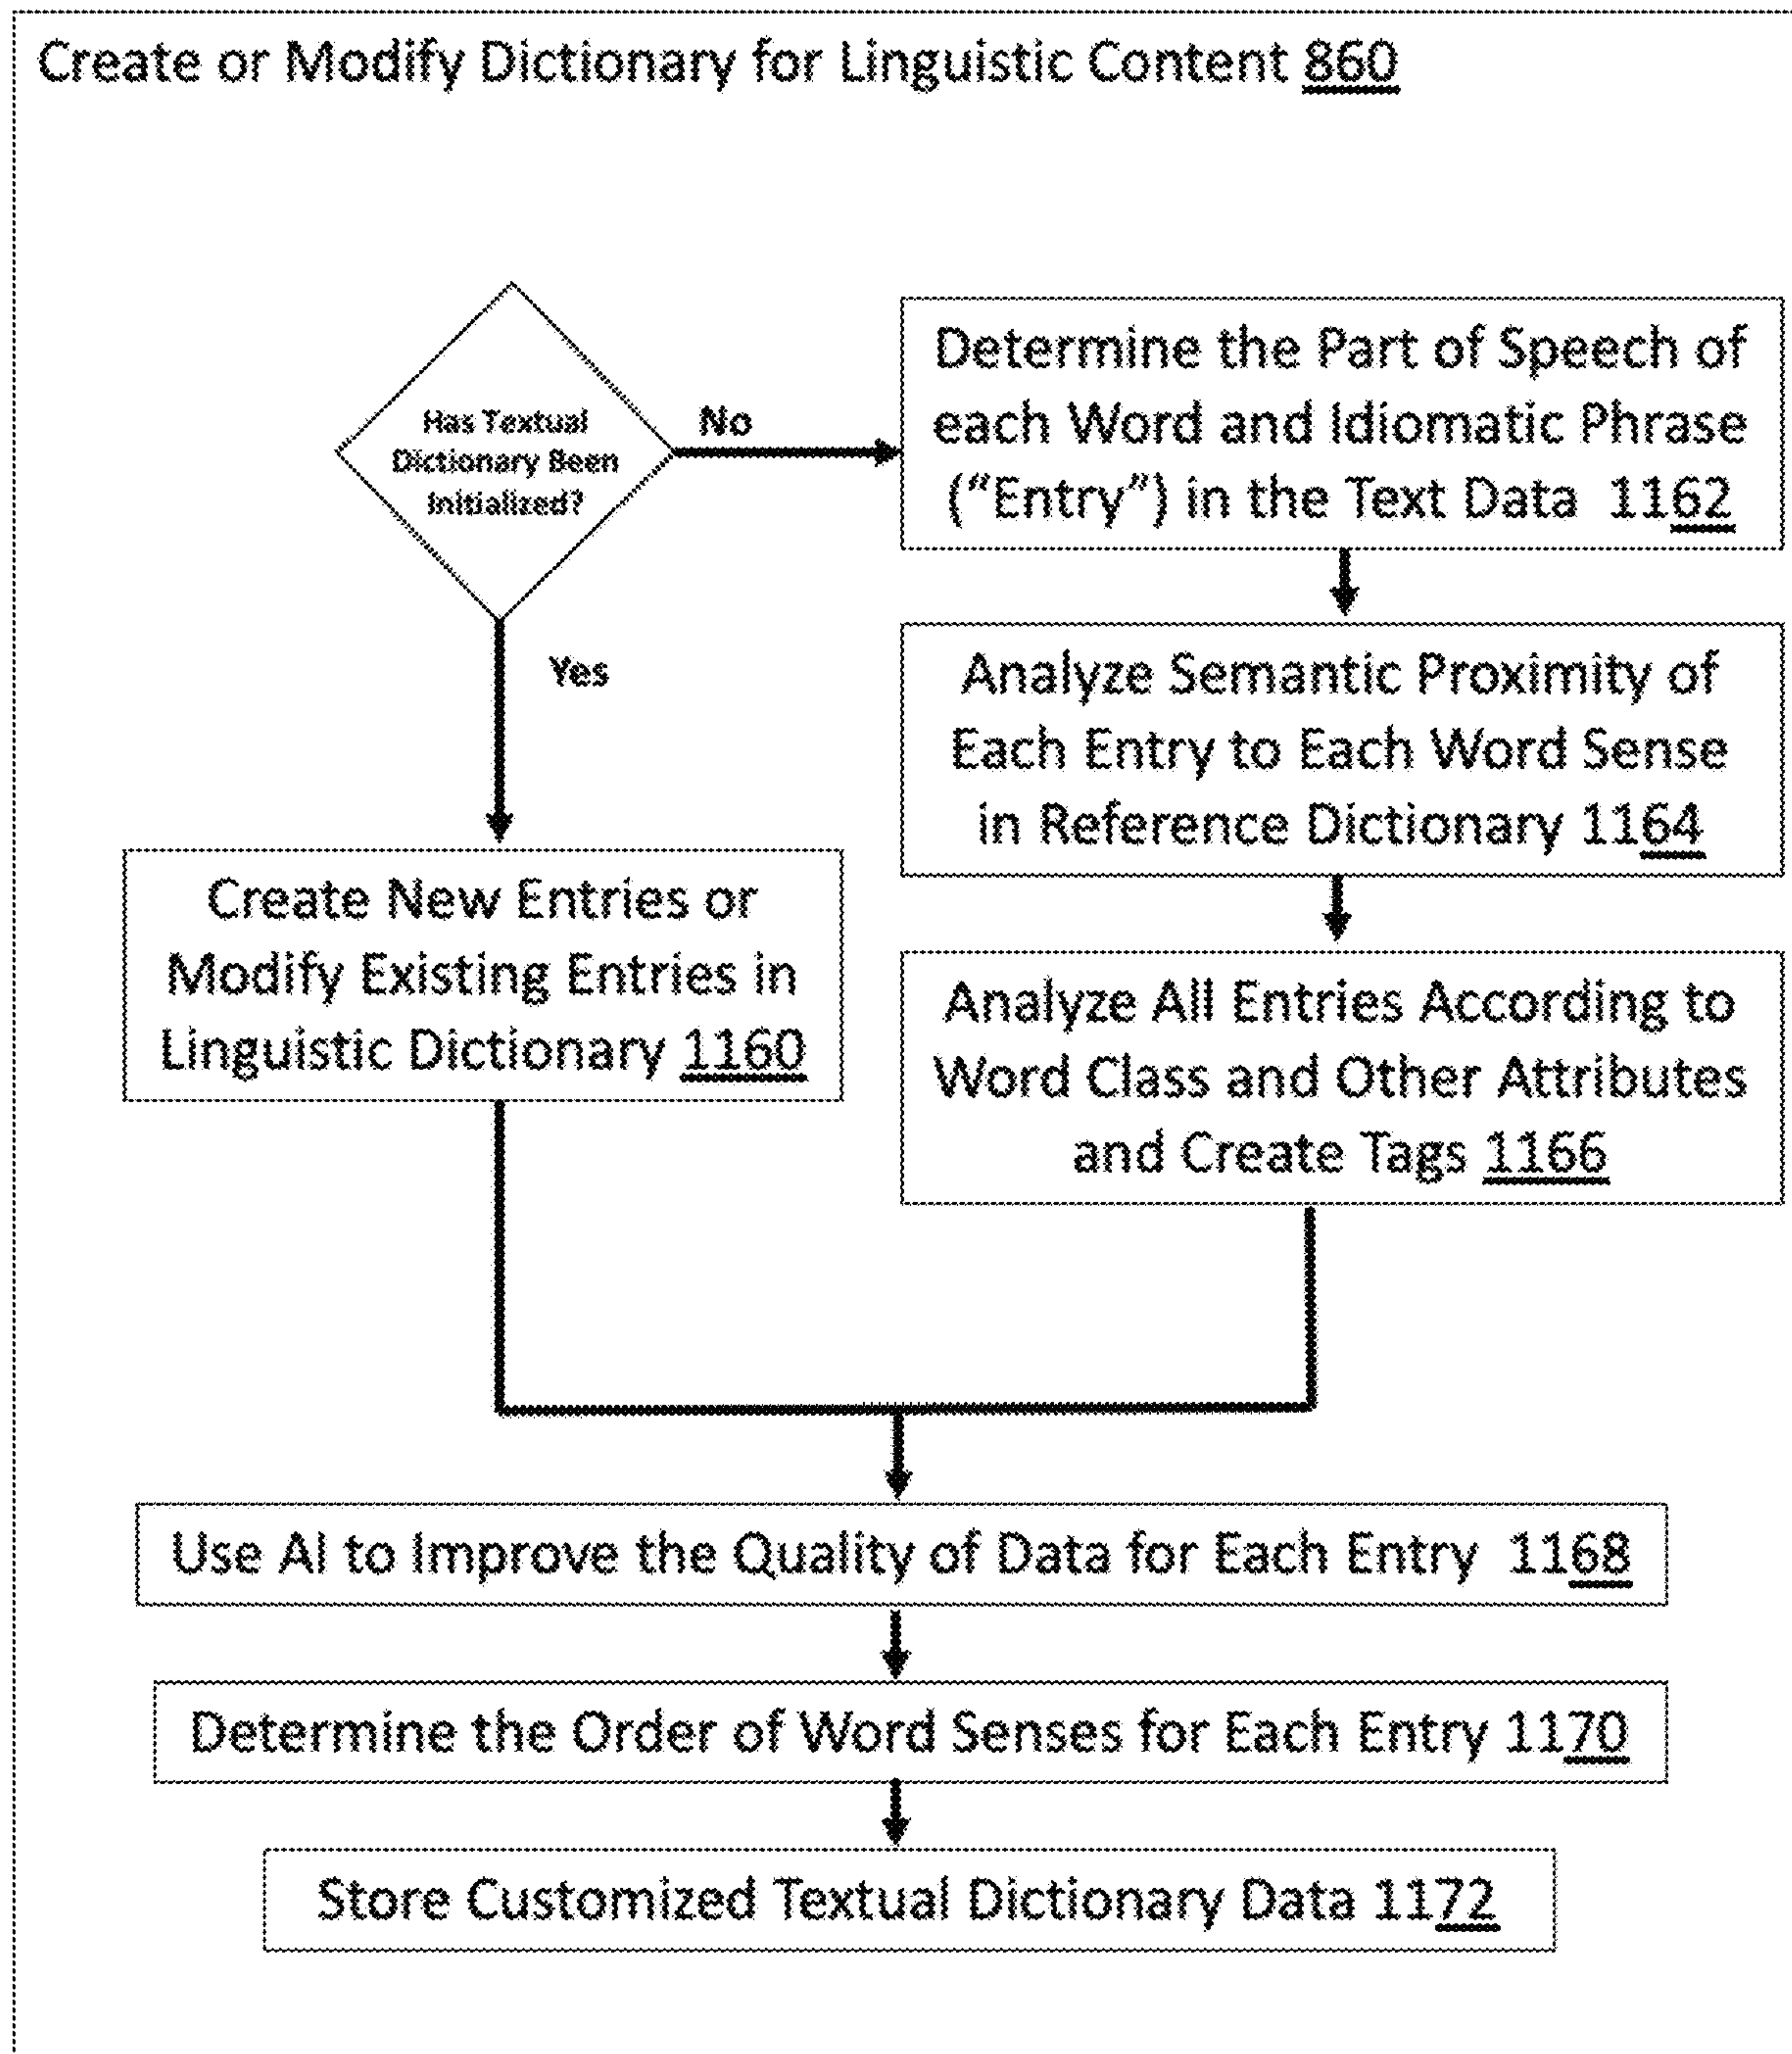 Create or Modify Dictionary for Linguistic Content 860
Has Textual
Dictionary Been
Initialized?
No
Determine the Part of Speech of
each Word and Idiomatic Phrase
(“Entry”) in the Text Data 1162
Analyze Semantic Proximity of
Each Entry to Each Word Sense
in Reference Dictionary 1164
Yes
Create New Entries or
Modify Existing Entries in
Linguistic Dictionary 1160
Analyze All Entries According to
Word Class and Other Attributes
and Create Tags 1166
Use AI to Improve the Quality of Data for Each Entry 1168
Determine the Order of Word Senses for Each Entry 1170
Store Customized Textual Dictionary Data 1172